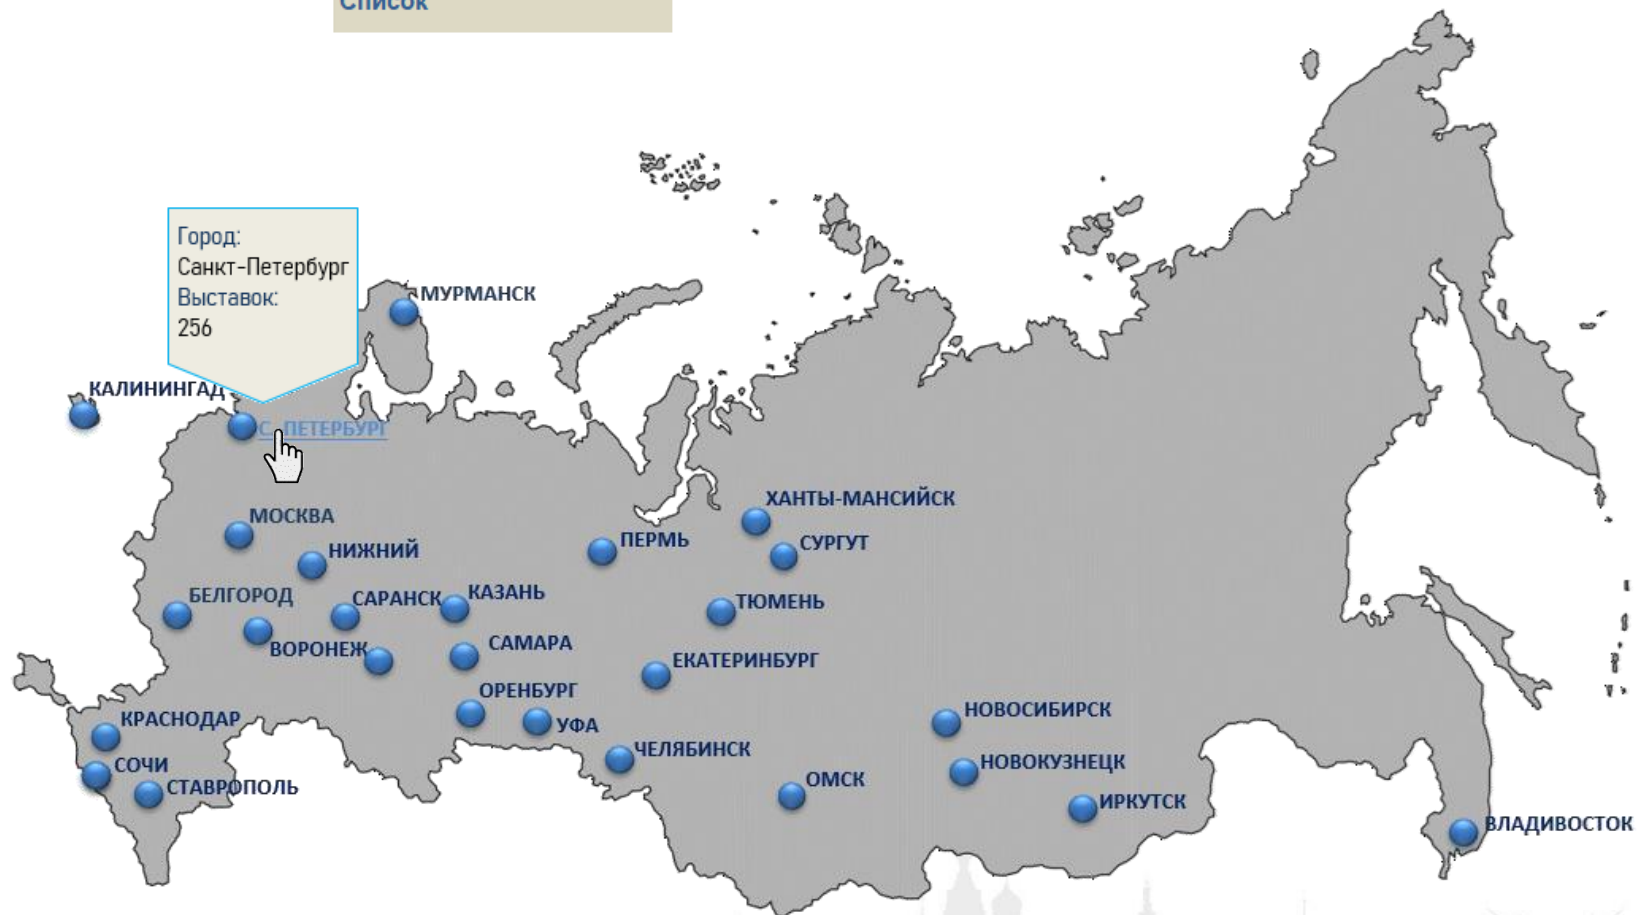 Список
Город:
Санкт-Петербург
Выставок:
256
МУРМАНСК
КАЛИНИНГАД
С. ПЕТЕРБУРГ
ХАНТЫ-МАНСИЙСК
МОСКВА
ПЕРМЬ
СУРГУТ
НИЖНИЙ
БЕЛГОРОД
САРАНСК
КАЗАНЬ
ТЮМЕНЬ
ВОРОНЕЖ
САМАРА
ЕКАТЕРИНБУРГ
ОРЕНБУРГ
КРАСНОДАР
УФА
НОВОСИБИРСК
ЧЕЛЯБИНСК
СОЧИ
НОВОКУЗНЕЦК
СТАВРОПОЛЬ
ОМСК
ИРКУТСК
ВЛАДИВОСТОК